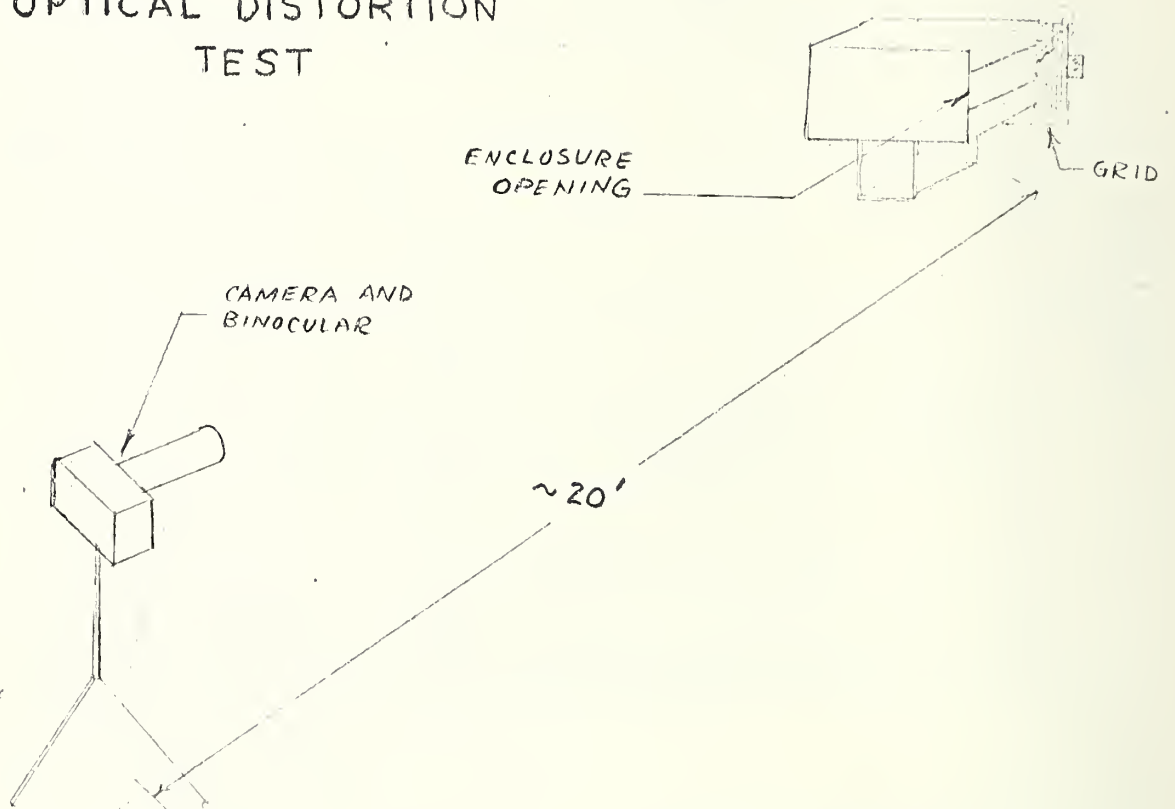 OPTICAL DISTORTION
TEST
ENCLOSURE
OPENING
GRID
CAMERA AND
BINOCULAR
~20'